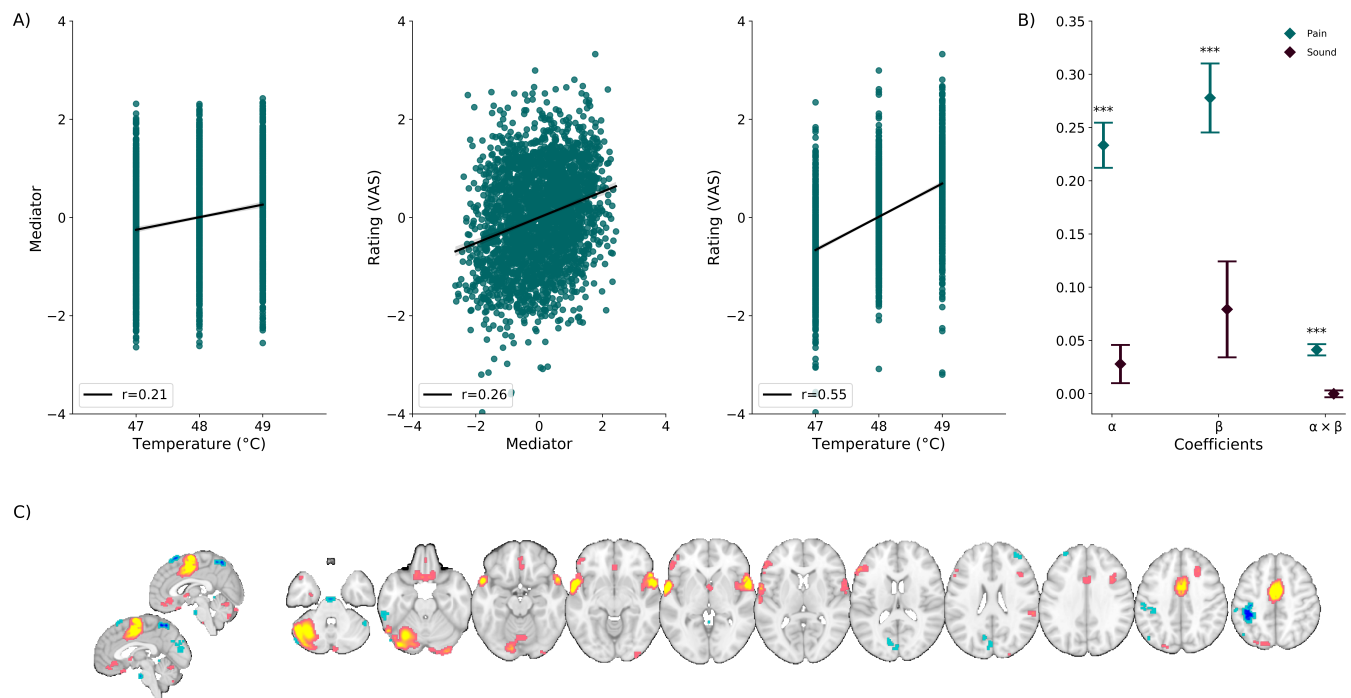 A)
4
2
0
−2
−4
Mediator
47
48
49
Temperature (°C)
r=0.21
4
2
0
−2
−4
Rating (VAS)
−4
−2
0
2
4
Mediator
r=0.26
4
2
0
−2
−4
Rating (VAS)
47
48
49
Temperature (°C)
r=0.55
B)
0.35
0.30
0.25
0.20
0.15
0.10
0.05
0.00
Pain
Sound
***
***
***
α
β
α × β
Coefficients
C)